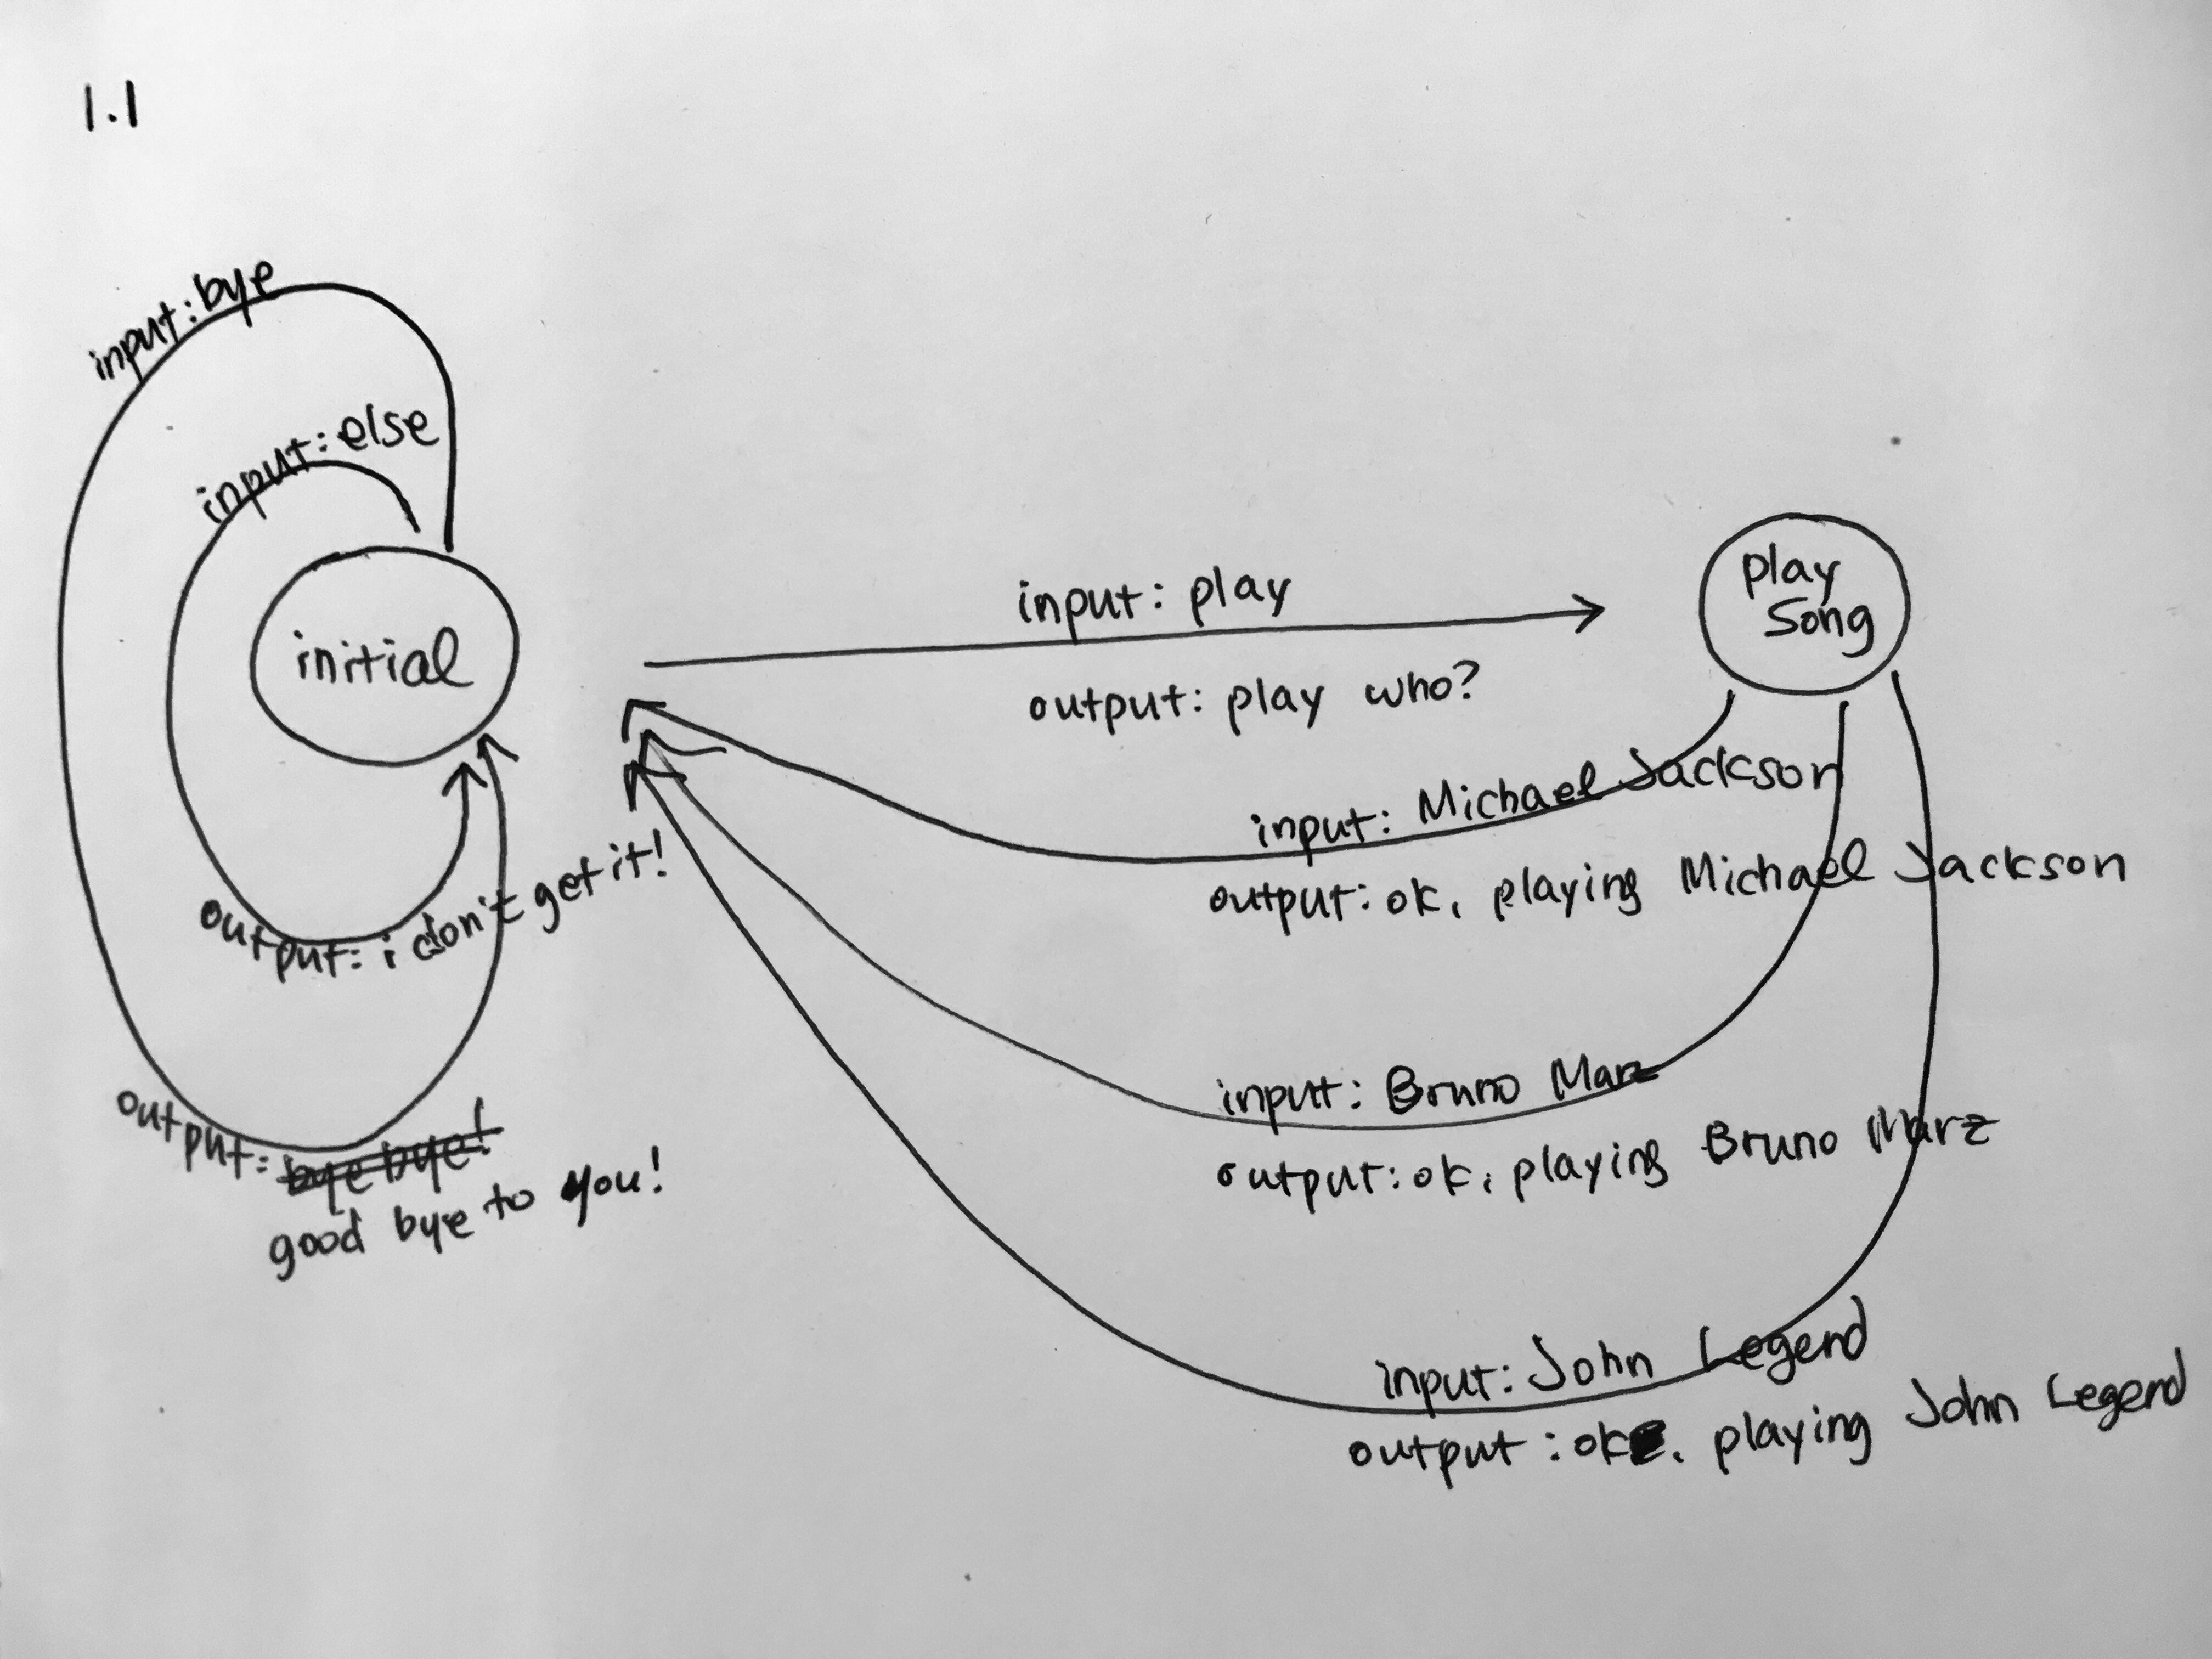 1.1
input: bye
input: else
initial
output: i don't get it!
output: bye bye!
good bye to you!
input: play
output: play who?
play
Song
input: Michael Jackson
output: ok, playing Michael Jackson
input: Bruno Marz
output: ok, playing Bruno Marz
input: John Legend
output: ok. playing John Legend